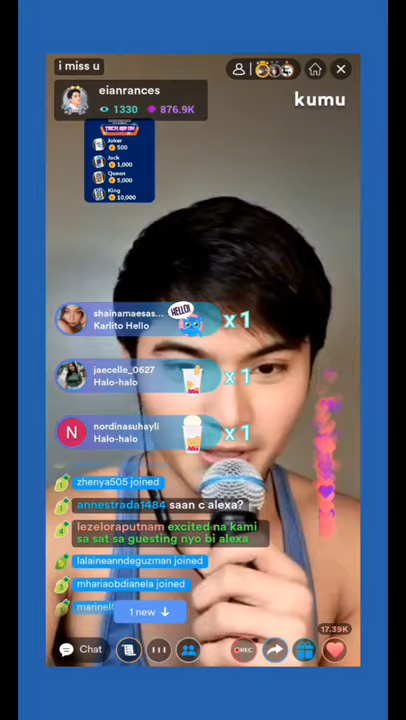 i miss u
eianrances
1330 876.9K
kumu
Joker
500
Jack
1,000
Queen
5,000
King
10,000
HELLO!
shainamaesas...
Karlito Hello
x1
jaecelle_0627
Halo-halo
x1
N
nordinasuhayli
Halo-halo
x1
zhenya505 joined
annestrada1484 saan c alexa?
lezeloraputnam excited na kami
sa sat sa guesting nyo bi alexa
lalaineanndeguzman joined
mhariaobdianela joined
1 new
17.39K
Chat
REC